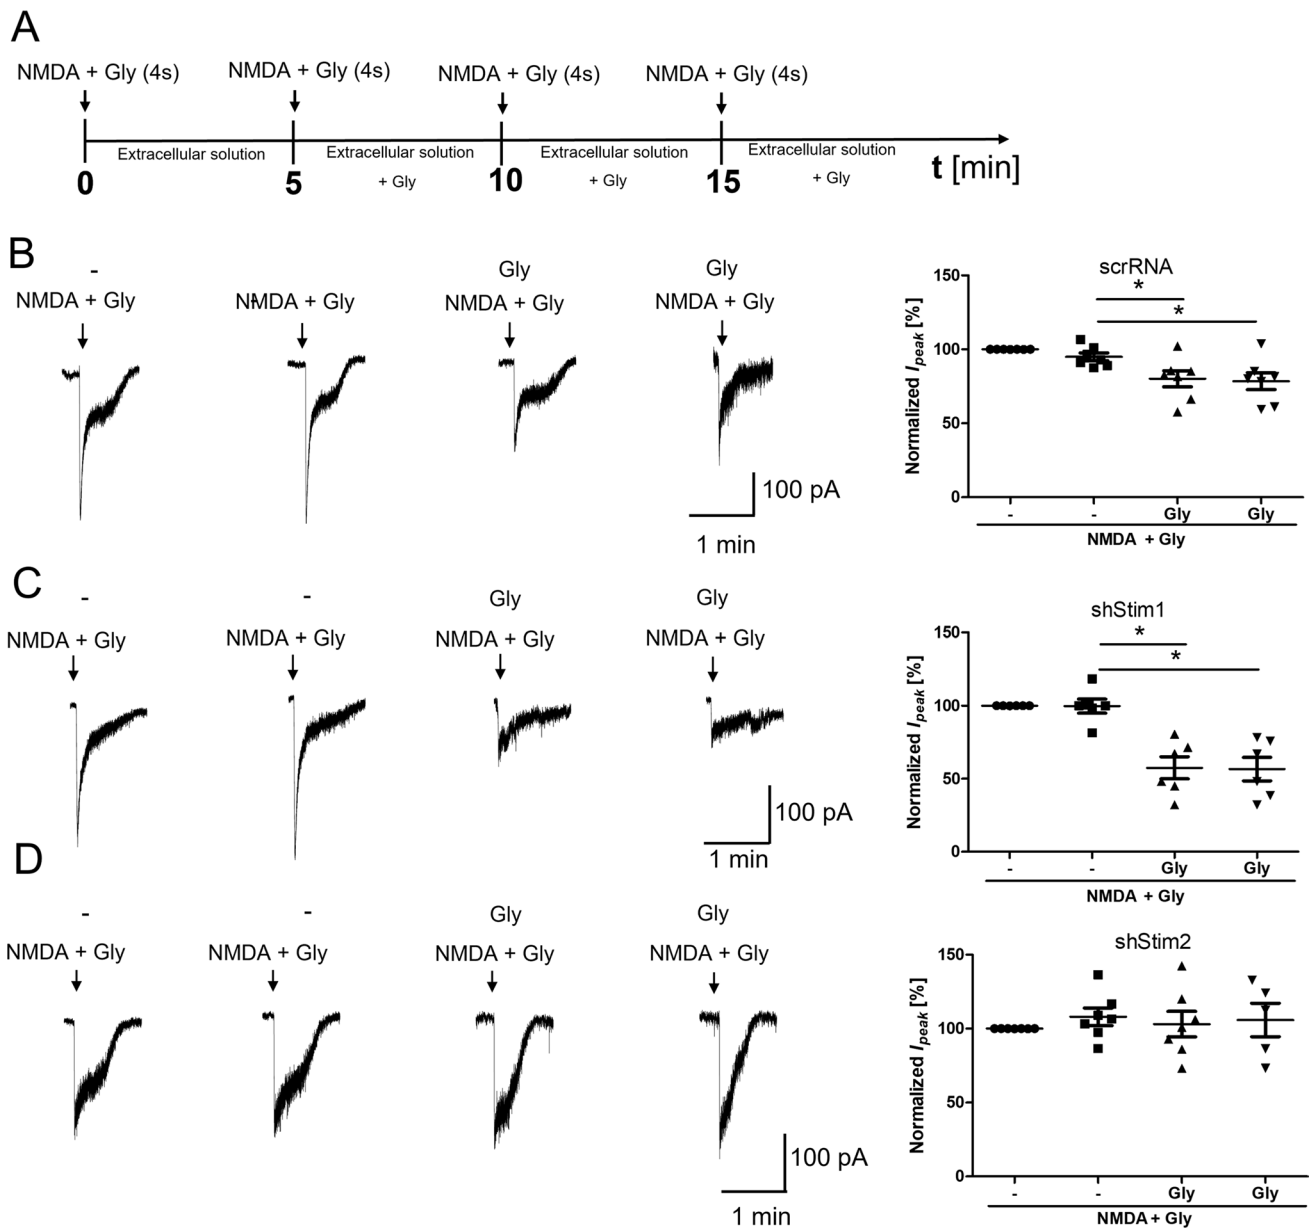 A
NMDA + Gly (4s) NMDA + Gly (4s) NMDA + Gly (4s) NMDA + Gly (4s)
Extracellular solution Extracellular solution Extracellular solution Extracellular solution
+ Gly + Gly + Gly
0 5 10 15 t [min]
B
- Gly Gly
NMDA + Gly NMDA + Gly NMDA + Gly NMDA + Gly
100 pA
1 min
scrRNA
150
* *
100
50
0
Normalized Ipeak [%]
- - Gly Gly
NMDA + Gly
C
- - Gly Gly
NMDA + Gly NMDA + Gly NMDA + Gly NMDA + Gly
100 pA
1 min
shStim1
150
* *
100
50
0
Normalized Ipeak [%]
- - Gly Gly
NMDA + Gly
D
- - Gly Gly
NMDA + Gly NMDA + Gly NMDA + Gly NMDA + Gly
100 pA
1 min
shStim2
150
100
50
0
Normalized Ipeak [%]
- - Gly Gly
NMDA + Gly